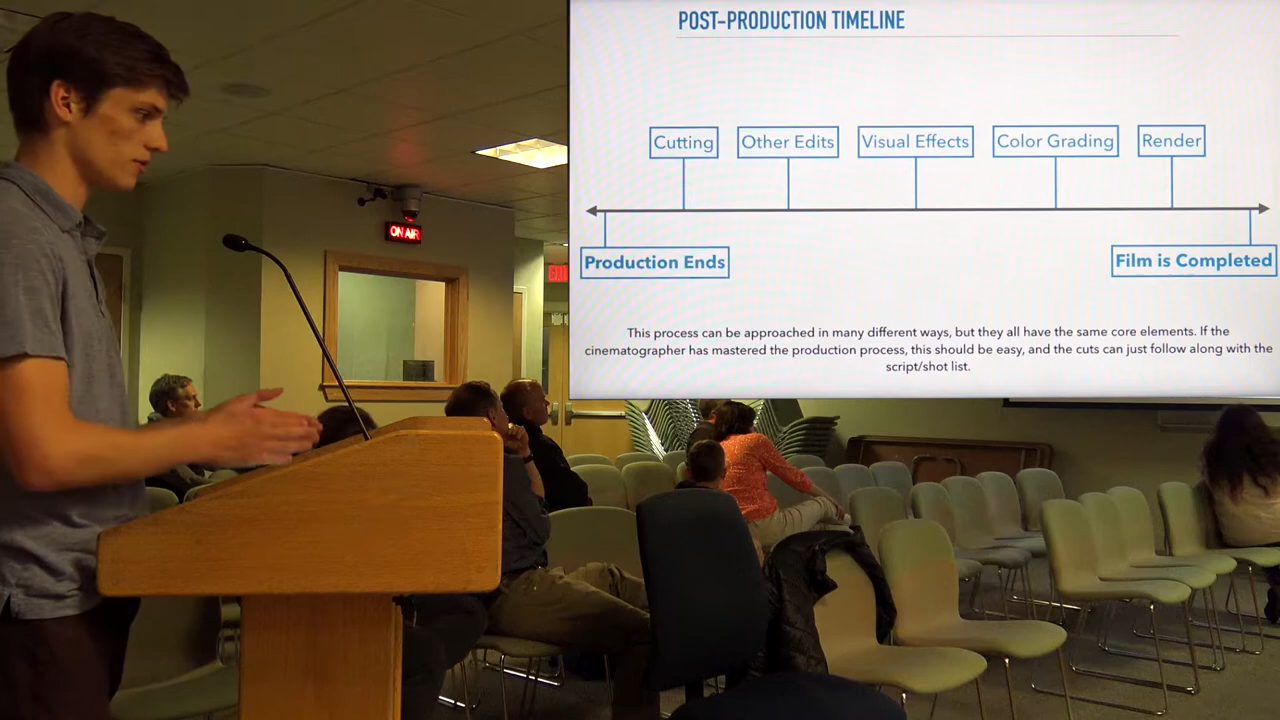 POST-PRODUCTION TIMELINE
Cutting
Other Edits
Visual Effects
Color Grading
Render
ON AIR
Production Ends
Film is Completed
This process can be approached in many different ways, but they all have the same core elements. If the
cinematographer has mastered the production process, this should be easy, and the cuts can just follow along with the
script/shot list.